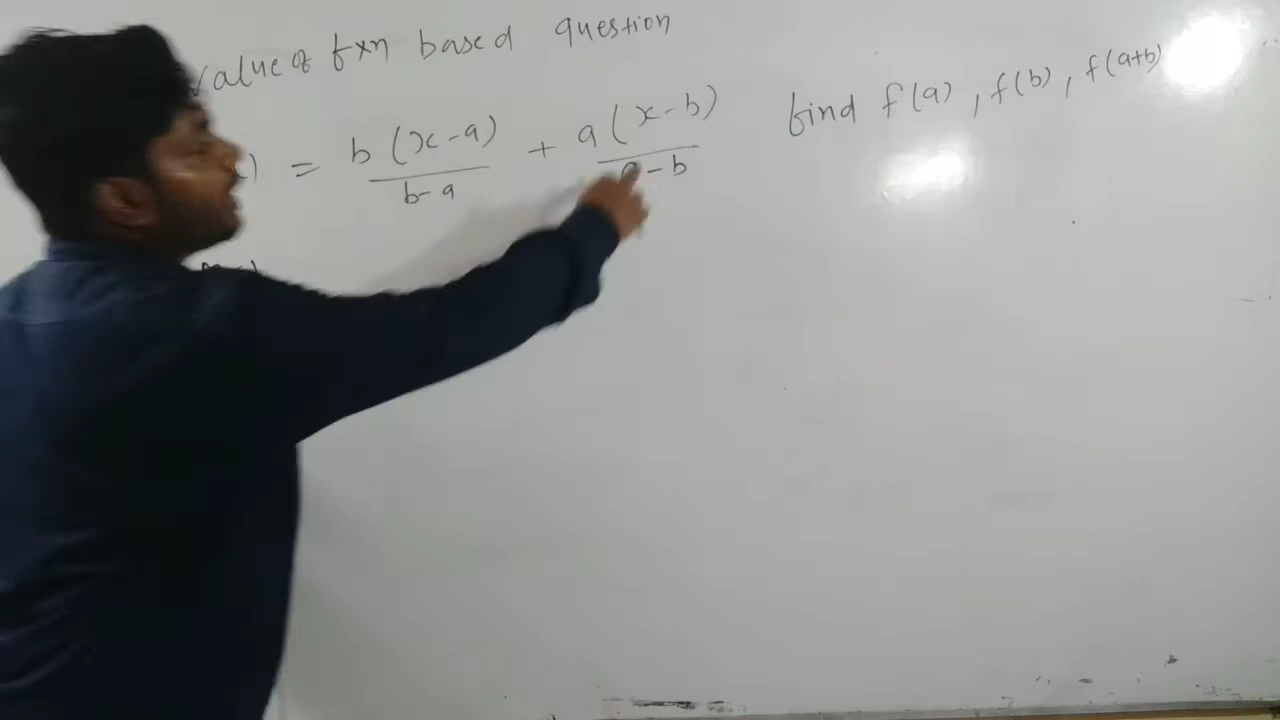 value of fxn based question
) = b(x-a)/b-a + a(x-b)/a-b find f(a), f(b), f(a+b)